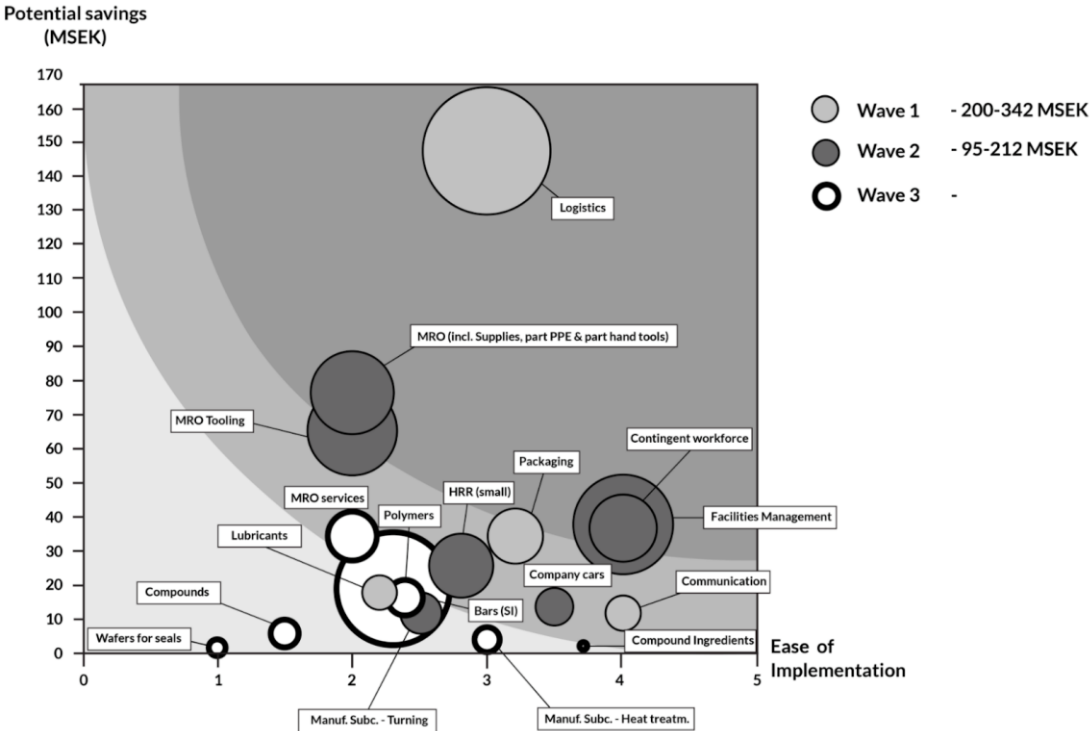 Potential savings
(MSEK)
170
160
150
140
130
120
110
100
90
80
70
60
50
40
30
20
10
0
0
1
2
3
4
5
Ease of
Implementation
Wave 1 - 200-342 MSEK
Wave 2 - 95-212 MSEK
Wave 3 -
Logistics
MRO (incl. Supplies, part PPE & part hand tools)
MRO Tooling
Contingent workforce
Packaging
HRR (small)
MRO services
Polymers
Facilities Management
Lubricants
Company cars
Communication
Compounds
Bars (SI)
Wafers for seals
Compound Ingredients
Manuf. Subc. - Turning
Manuf. Subc. - Heat treatm.